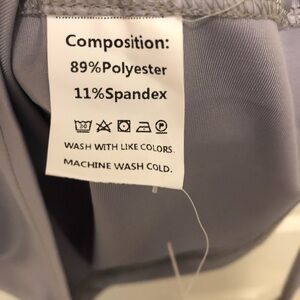 Composition:
89%Polyester
11%Spandex
WASH WITH LIKE COLORS.
MACHINE WASH COLD.